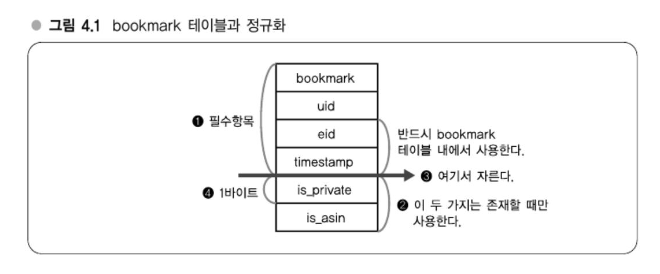 ● 그림 4.1 bookmark 테이블과 정규화
bookmark
uid
❶ 필수항목
eid
반드시 bookmark
테이블 내에서 사용한다.
timestamp
❸ 여기서 자른다.
❹ 1바이트
is_private
❷ 이 두 가지는 존재할 때만
사용한다.
is_asin